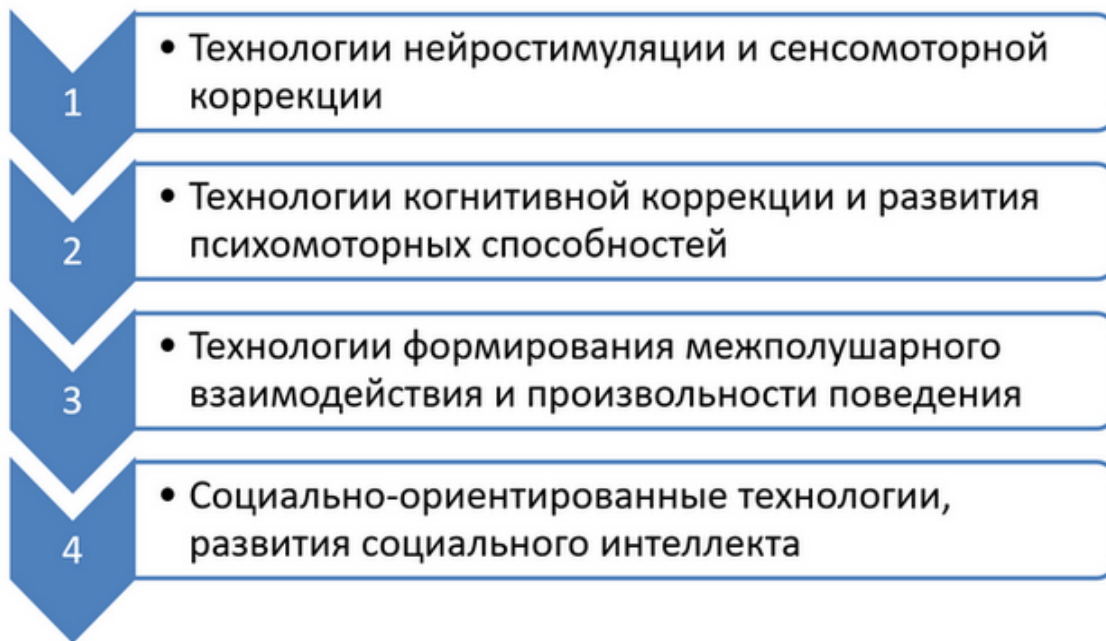 1
• Технологии нейростимуляции и сенсомоторной
коррекции
2
• Технологии когнитивной коррекции и развития
психомоторных способностей
3
• Технологии формирования межполушарного
взаимодействия и произвольности поведения
4
• Социально-ориентированные технологии,
развития социального интеллекта